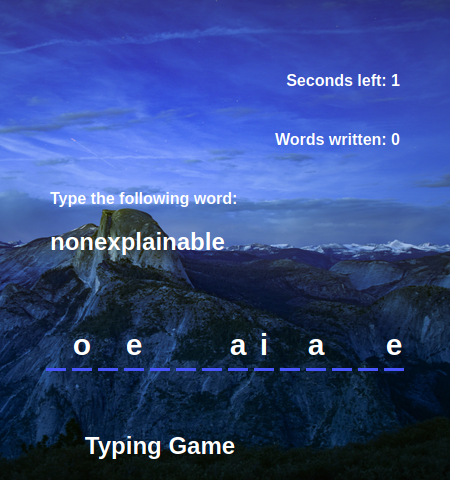 Seconds left: 1
Words written: 0
Type the following word:
nonexplainable
o e a i a e
Typing Game